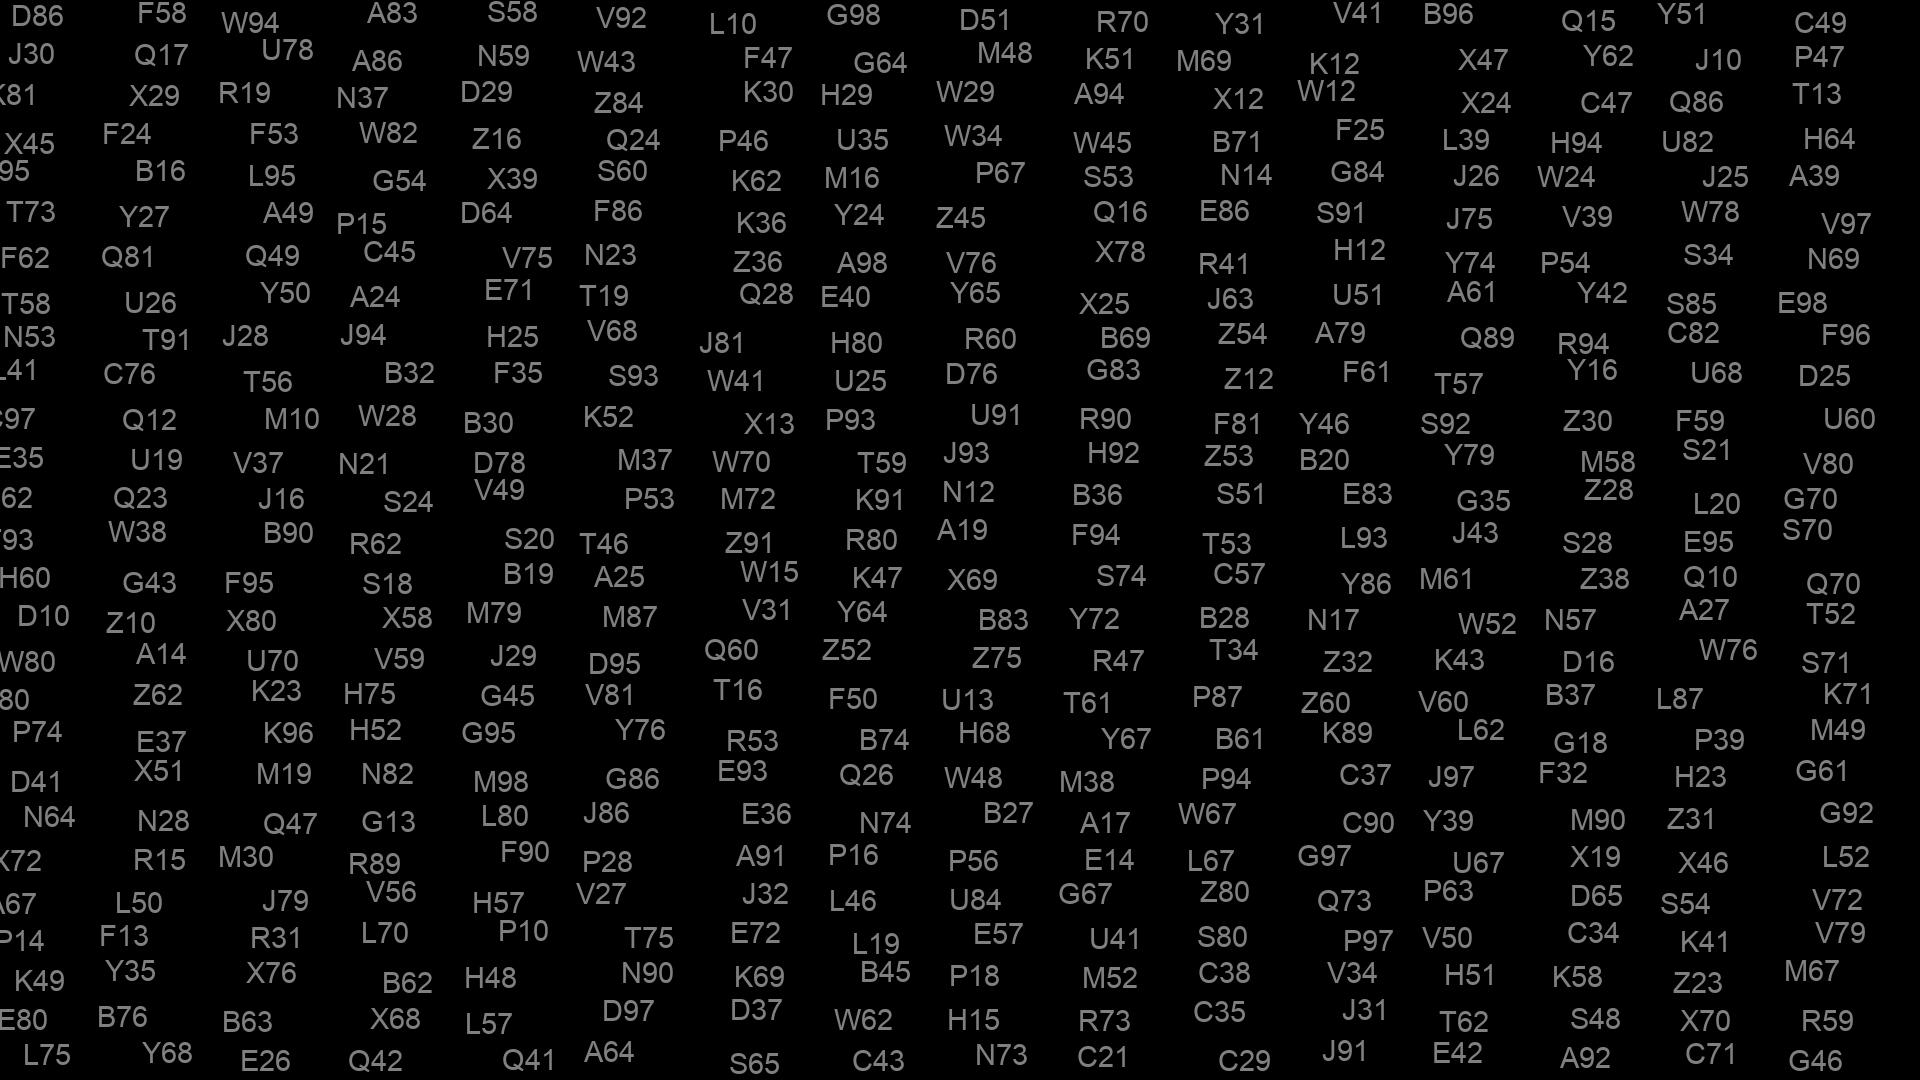 D86 F58 W94 A83 S58 V92 L10 G98 D51 R70 Y31 V41 B96 Q15 Y51 C49
J30 Q17 U78 A86 N59 W43 F47 G64 M48 K51 M69 K12 X47 Y62 J10 P47
K81 X29 R19 N37 D29 Z84 K30 H29 W29 A94 X12 W12 X24 C47 Q86 T13
X45 F24 F53 W82 Z16 Q24 P46 U35 W34 W45 B71 F25 L39 H94 U82 H64
95 B16 L95 G54 X39 S60 K62 M16 P67 S53 N14 G84 J26 W24 J25 A39
T73 Y27 A49 P15 D64 F86 K36 Y24 Z45 Q16 E86 S91 J75 V39 W78 V97
F62 Q81 Q49 C45 V75 N23 Z36 A98 V76 X78 R41 H12 Y74 P54 S34 N69
T58 U26 Y50 A24 E71 T19 Q28 E40 Y65 X25 J63 U51 A61 Y42 S85 E98
N53 T91 J28 J94 H25 V68 J81 H80 R60 B69 Z54 A79 Q89 R94 C82 F96
41 C76 T56 B32 F35 S93 W41 U25 D76 G83 Z12 F61 T57 Y16 U68 D25
97 Q12 M10 W28 B30 K52 X13 P93 U91 R90 F81 Y46 S92 Z30 F59 U60
E35 U19 V37 N21 D78 M37 W70 T59 J93 H92 Z53 B20 Y79 M58 S21 V80
62 Q23 J16 S24 V49 P53 M72 K91 N12 B36 S51 E83 G35 Z28 L20 G70
93 W38 B90 R62 S20 T46 Z91 R80 A19 F94 T53 L93 J43 S28 E95 S70
H60 G43 F95 S18 B19 A25 W15 K47 X69 S74 C57 Y86 M61 Z38 Q10 Q70
D10 Z10 X80 X58 M79 M87 V31 Y64 B83 Y72 B28 N17 W52 N57 A27 T52
W80 A14 U70 V59 J29 D95 Q60 Z52 Z75 R47 T34 Z32 K43 D16 W76 S71
80 Z62 K23 H75 G45 V81 T16 F50 U13 T61 P87 Z60 V60 B37 L87 K71
P74 E37 K96 H52 G95 Y76 R53 B74 H68 Y67 B61 K89 L62 G18 P39 M49
D41 X51 M19 N82 M98 G86 E93 Q26 W48 M38 P94 C37 J97 F32 H23 G61
N64 N28 Q47 G13 L80 J86 E36 N74 B27 A17 W67 C90 Y39 M90 Z31 G92
X72 R15 M30 R89 F90 P28 A91 P16 P56 E14 L67 G97 U67 X19 X46 L52
A67 L50 J79 V56 H57 V27 J32 L46 U84 G67 Z80 Q73 P63 D65 S54 V72
P14 F13 R31 L70 P10 T75 E72 L19 E57 U41 S80 P97 V50 C34 K41 V79
K49 Y35 X76 B62 H48 N90 K69 B45 P18 M52 C38 V34 H51 K58 Z23 M67
E80 B76 B63 X68 L57 D97 D37 W62 H15 R73 C35 J31 T62 S48 X70 R59
L75 Y68 E26 Q42 Q41 A64 S65 C43 N73 C21 C29 J91 E42 A92 C71 G46